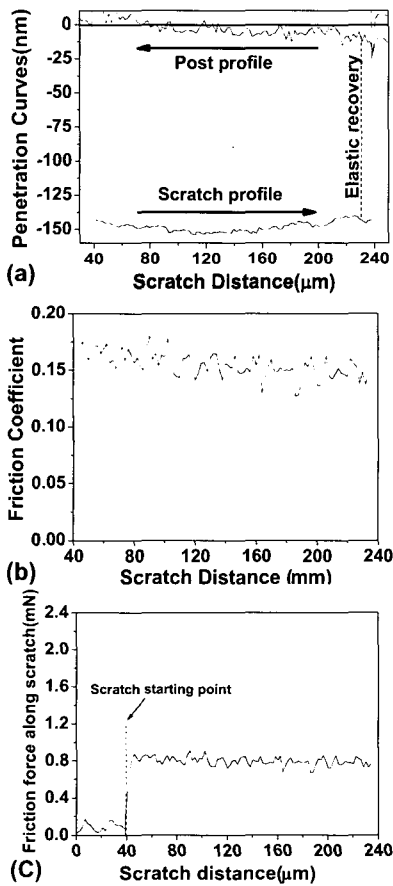 Penetration Curves(nm)
0
-25
-50
-75
-100
-125
-150
Post profile
Scratch profile
Elastic recovery
40 80 120 160 200 240
Scratch Distance(μm)
(a)
Friction Coefficient
0.20
0.15
0.10
0.05
0.00
40 80 120 160 200 240
Scratch Distance (mm)
(b)
Friction force along scratch(mN)
2.4
2.0
1.6
1.2
0.8
0.4
0.0
Scratch starting point
0 40 80 120 160 200 240
Scratch distance(μm)
(C)